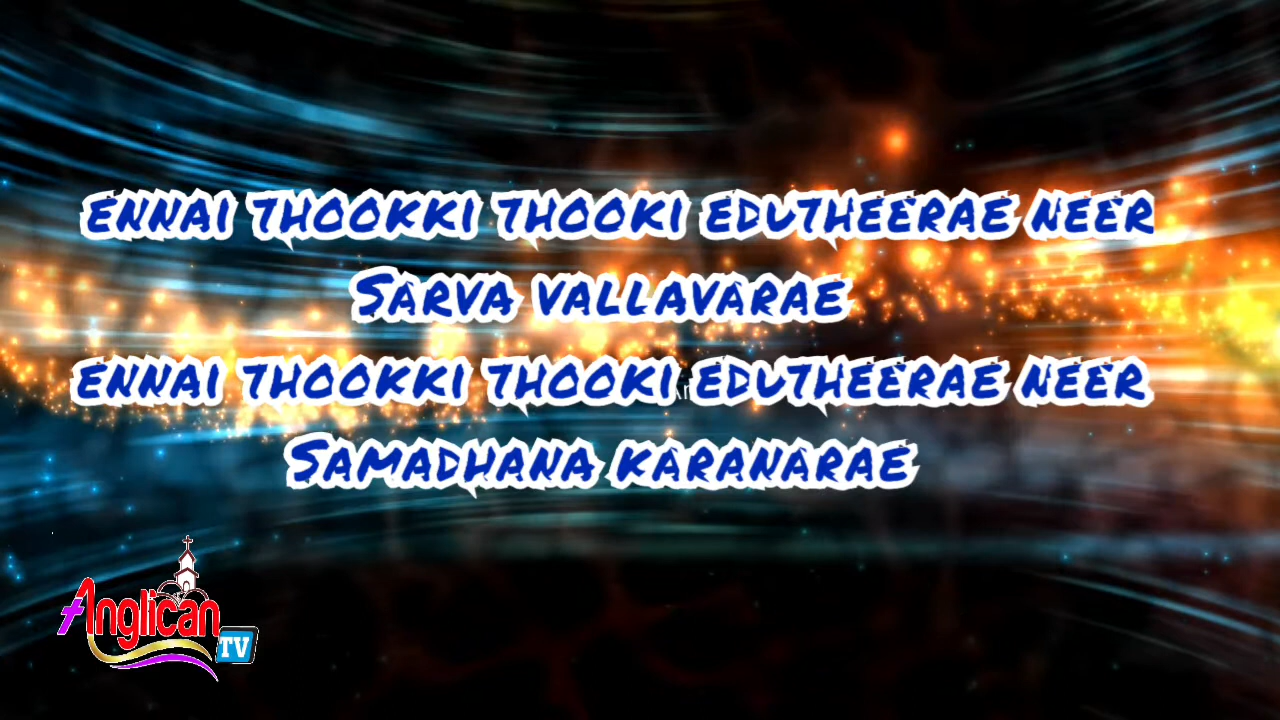 ENNAI THOOKKI THOOKI EDUTHEERAE NEER
SARVA VALLAVARAE
ENNAI THOOKKI THOOKI EDUTHEERAE NEER
SAMADHANA KARANARAE
Anglican
TV